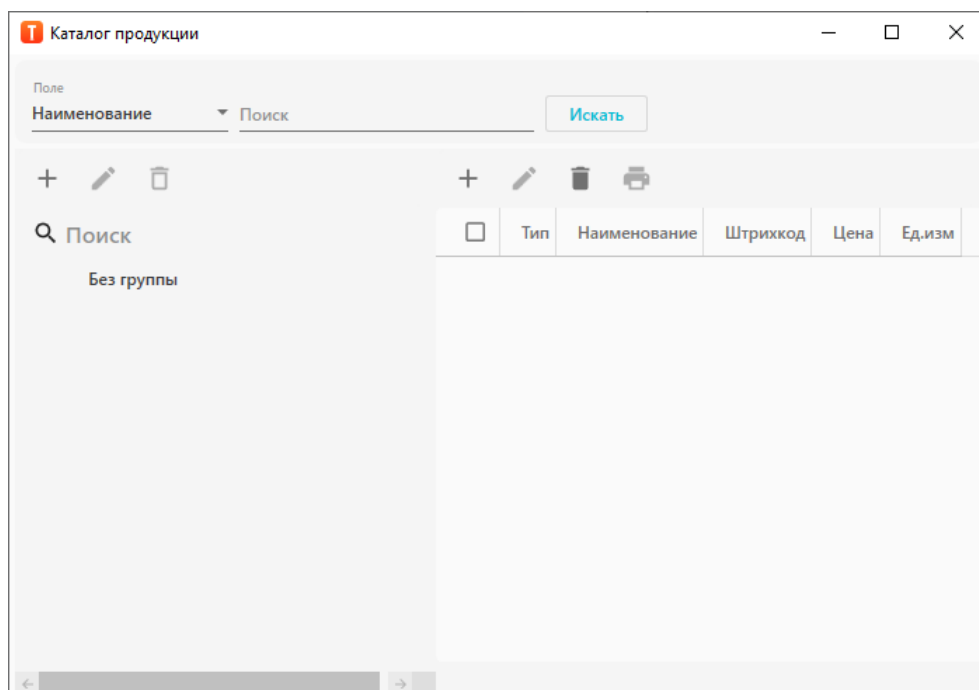 T Каталог продукции
Поле
Наименование Поиск Искать
Поиск
Без группы
Тип Наименование Штрихкод Цена Ед.изм